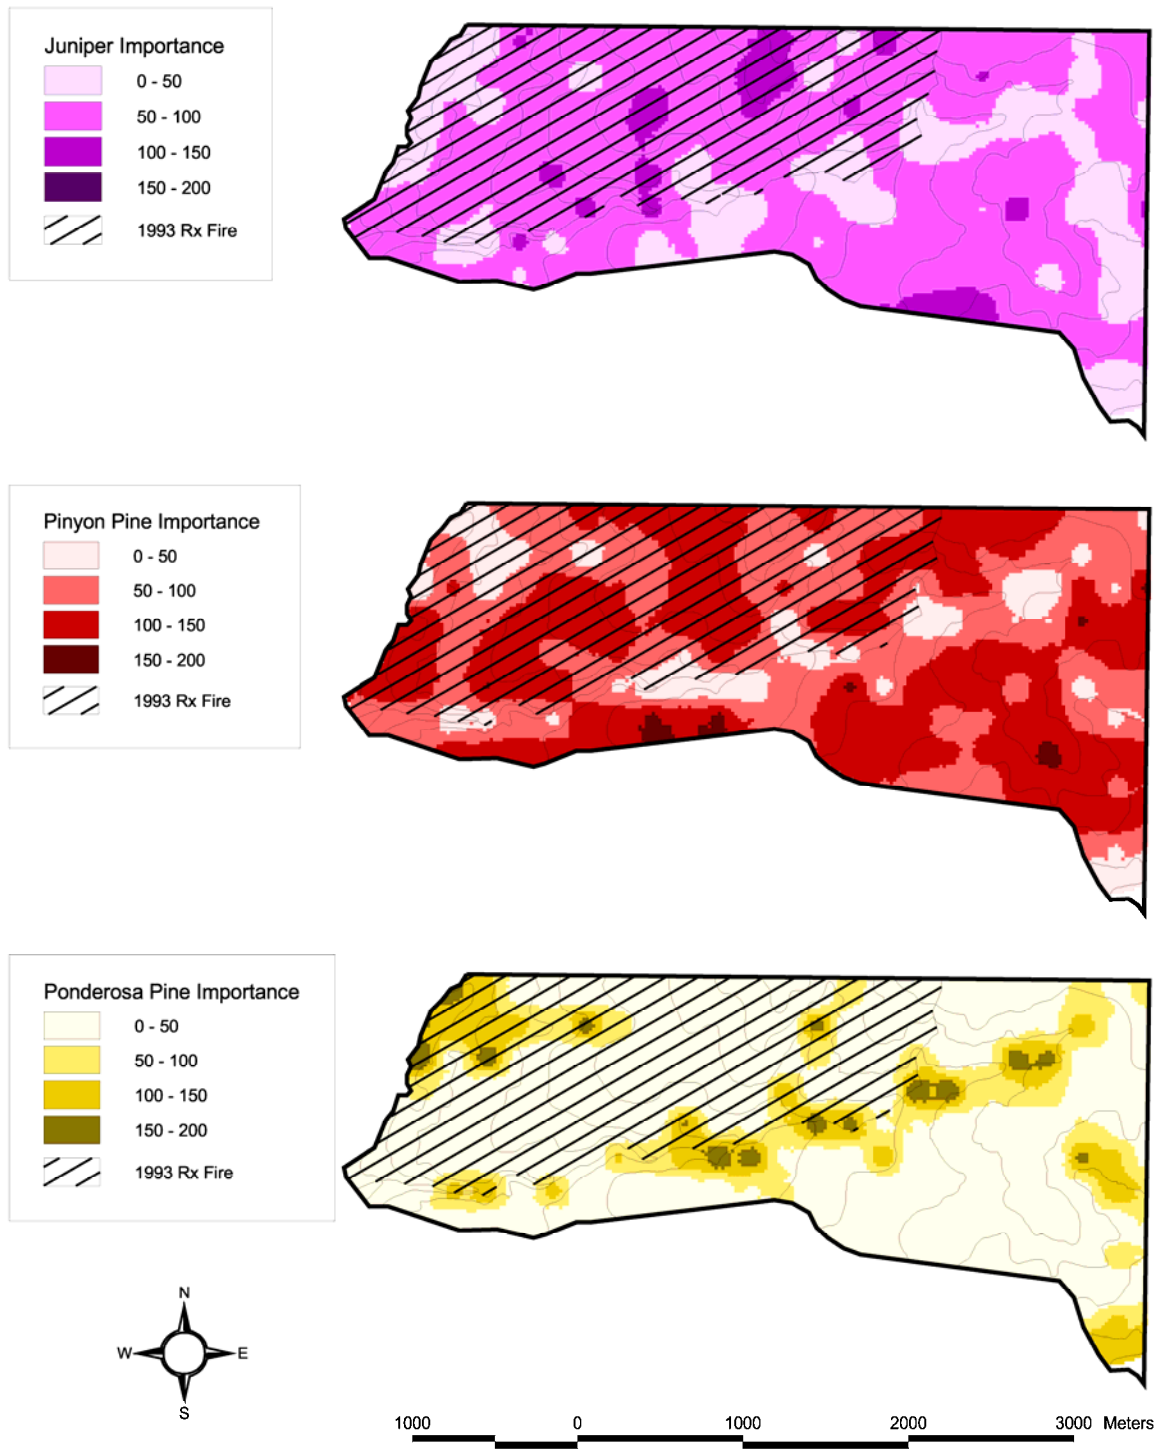 Juniper Importance
0 - 50
50 - 100
100 - 150
150 - 200
1993 Rx Fire
Pinyon Pine Importance
0 - 50
50 - 100
100 - 150
150 - 200
1993 Rx Fire
Ponderosa Pine Importance
0 - 50
50 - 100
100 - 150
150 - 200
1993 Rx Fire
N
W E
S
1000 0 1000 2000 3000 Meters